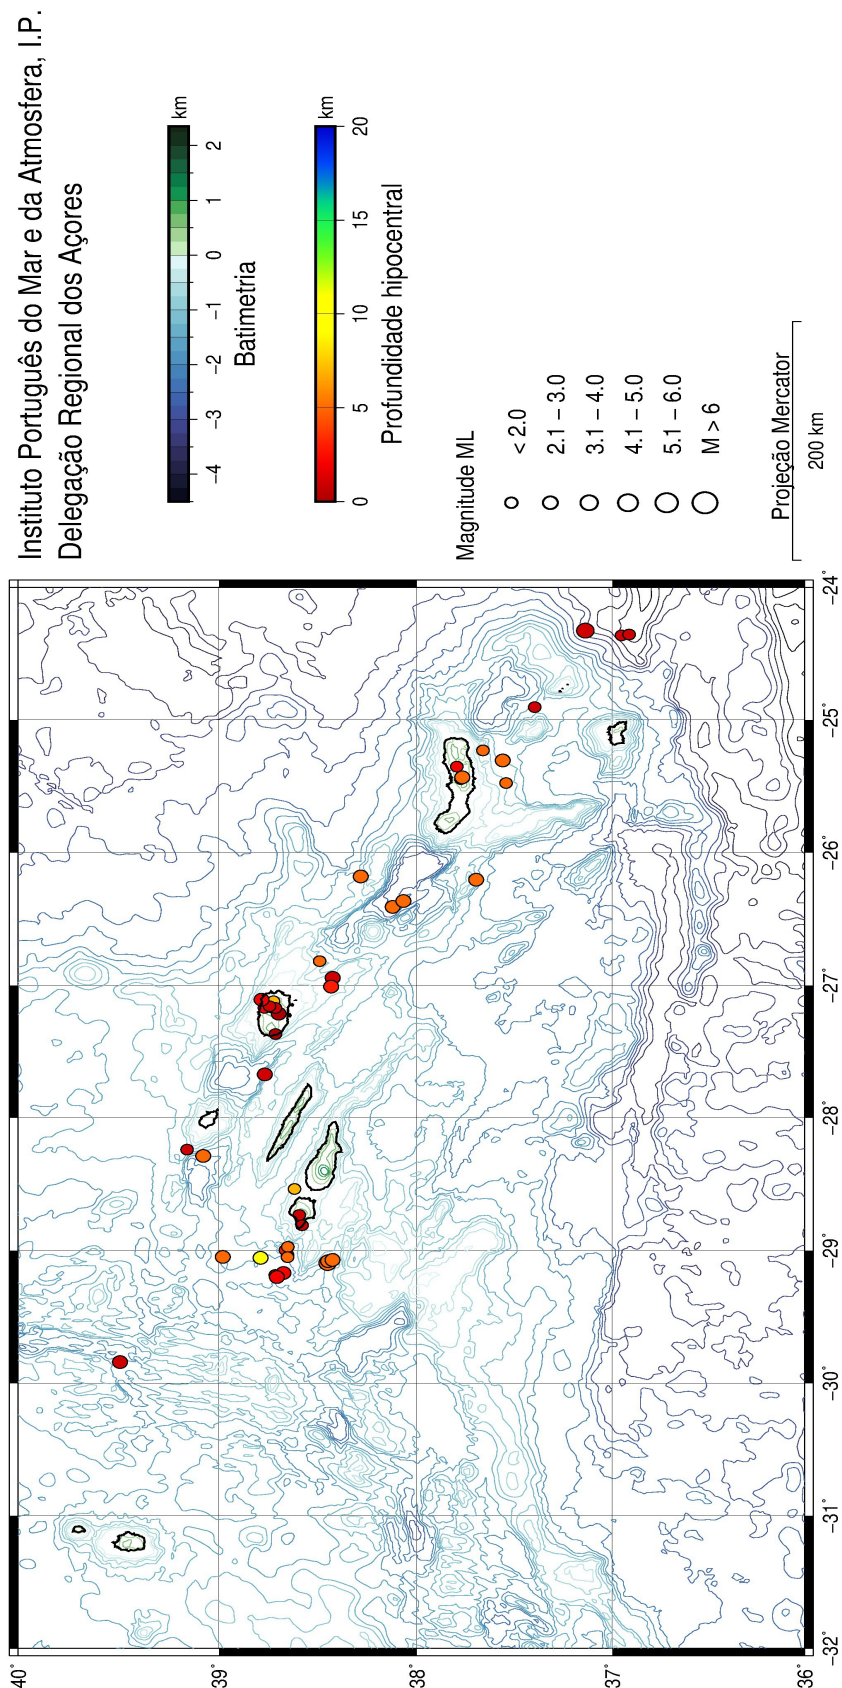 Instituto Português do Mar e da Atmosfera, I.P.
Delegação Regional dos Açores
km
−4 −3 −2 −1 0 1 2
Batimetria
km
0 5 10 15 20
Profundidade hipocentral
Magnitude ML
< 2.0
2.1 − 3.0
3.1 − 4.0
4.1 − 5.0
5.1 − 6.0
M > 6
Projeção Mercator
200 km
40˚
39˚
38˚
37˚
36˚
−32˚ −31˚ −30˚ −29˚ −28˚ −27˚ −26˚ −25˚ −24˚